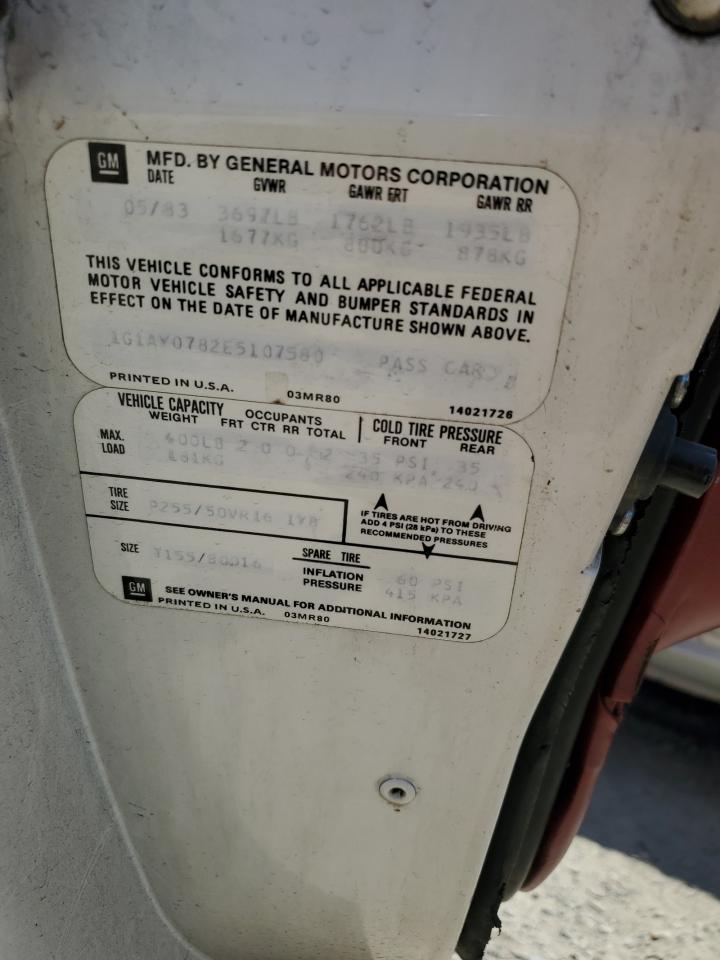 GM MFD. BY GENERAL MOTORS CORPORATION
DATE GVWR GAWR FRT GAWR RR
05/83 3697LB 1762LB 1935LB
1677KG 800KG 878KG
THIS VEHICLE CONFORMS TO ALL APPLICABLE FEDERAL
MOTOR VEHICLE SAFETY AND BUMPER STANDARDS IN
EFFECT ON THE DATE OF MANUFACTURE SHOWN ABOVE.
1G1AY0782E5107580 PASS CAR
PRINTED IN U.S.A. 03MR80 14021726
VEHICLE CAPACITY OCCUPANTS COLD TIRE PRESSURE
WEIGHT FRT CTR RR TOTAL FRONT REAR
MAX. LOAD 400LB 2 0 0 2 35 PSI 35
181KG 240 KPA 240
TIRE SIZE P255/50VR16
IF TIRES ARE HOT FROM DRIVING
ADD 4 PSI (28 kPa) TO THESE
RECOMMENDED PRESSURES
SIZE T155/80D16 SPARE TIRE
INFLATION PRESSURE 60 PSI
415 KPA
GM SEE OWNER'S MANUAL FOR ADDITIONAL INFORMATION
PRINTED IN U.S.A. 03MR80 14021727